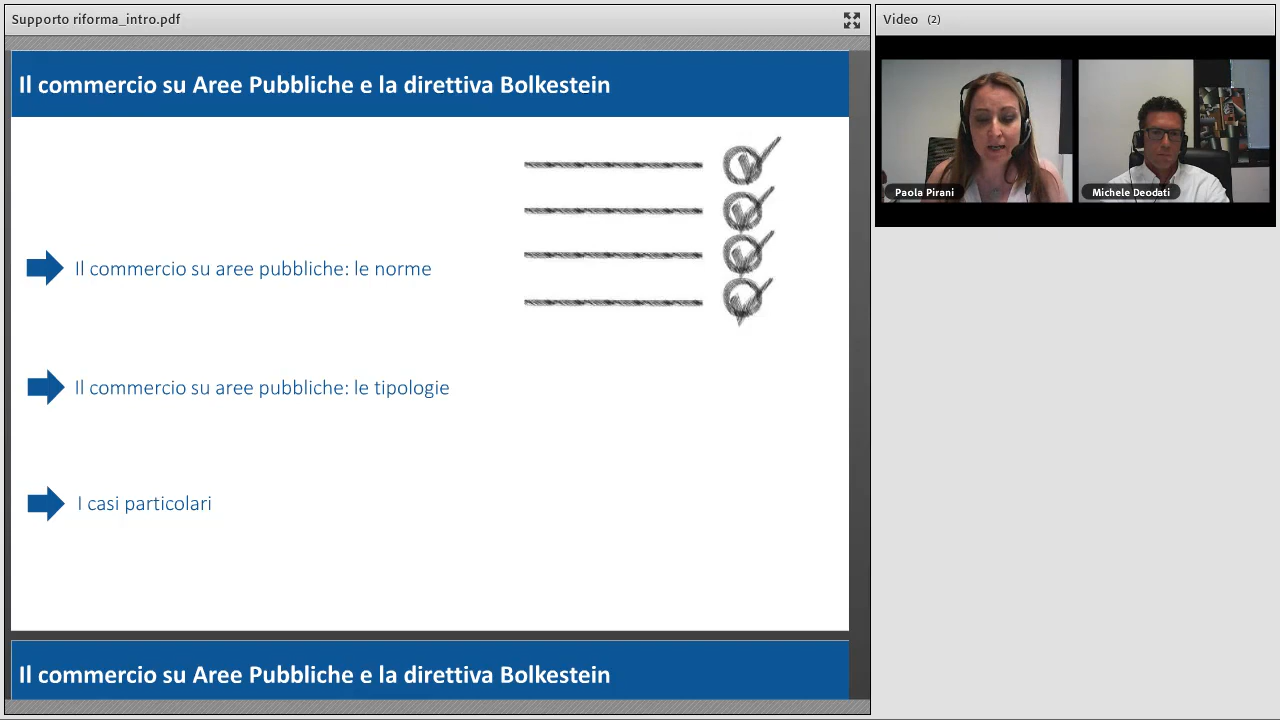 Supporto riforma_intro.pdf
Video (2)
Il commercio su Aree Pubbliche e la direttiva Bolkestein
Paola Pirani
Michele Deodati
Il commercio su aree pubbliche: le norme
Il commercio su aree pubbliche: le tipologie
I casi particolari
Il commercio su Aree Pubbliche e la direttiva Bolkestein